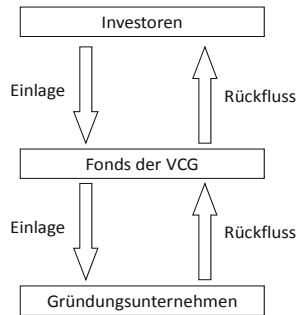 Investoren
Einlage
Rückfluss
Fonds der VCG
Einlage
Rückfluss
Gründungsunternehmen